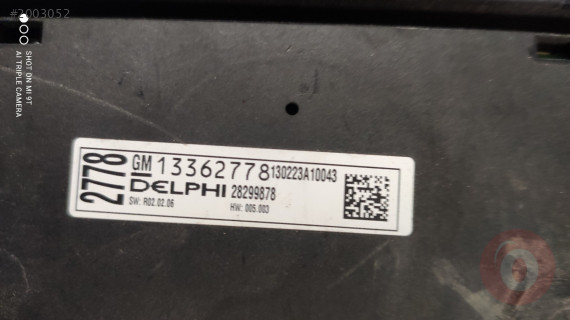 #2003052
SHOT ON MI 9T
AI TRIPLE CAMERA
2778
GM 13362778 130223A10043
DELPHI 28299878
SW: R02.02.06 HW: 005.003